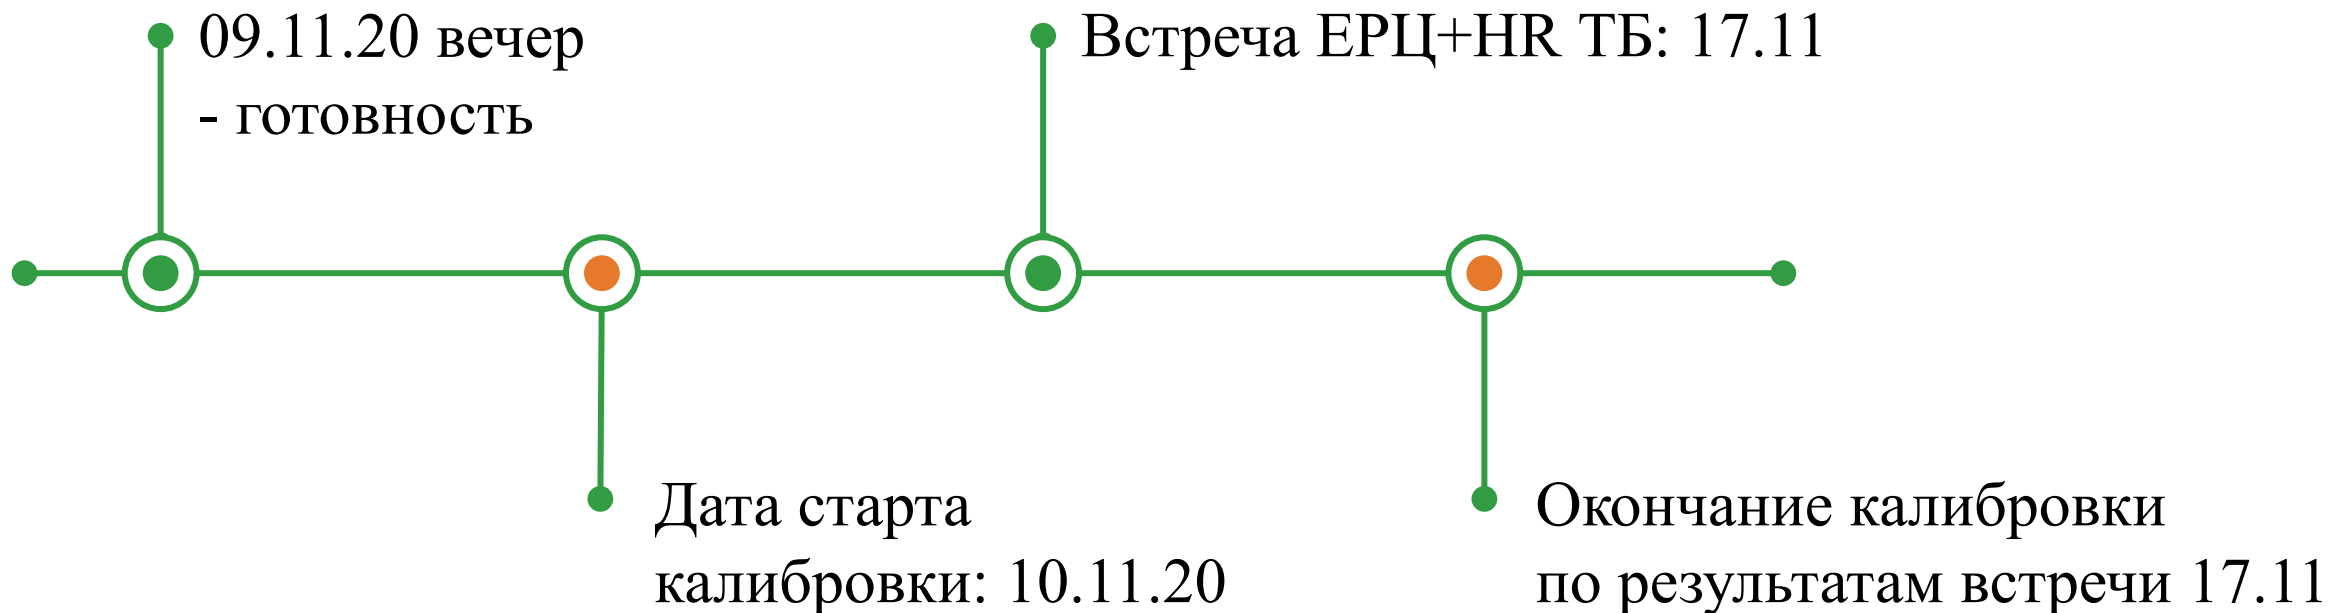 09.11.20 вечер
- готовность
Встреча ЕРЦ+HR ТБ: 17.11
Дата старта
калибровки: 10.11.20
Окончание калибровки
по результатам встречи 17.11